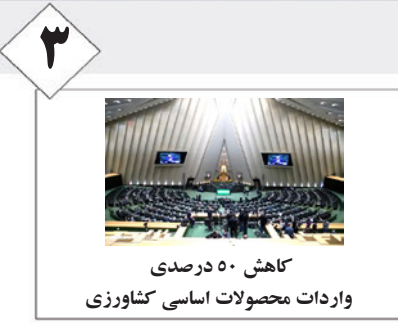 ۳
کاهش ۵۰ درصدی
واردات محصولات اساسی کشاورزی